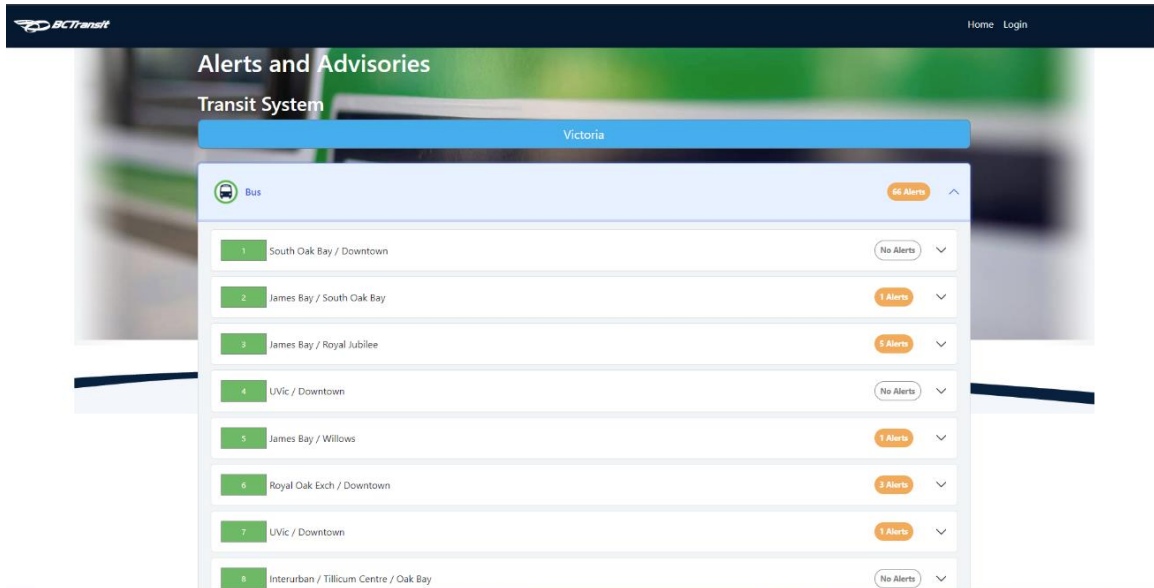 BCTransit
Home Login
Alerts and Advisories
Transit System
Victoria
Bus 66 Alerts
1 South Oak Bay / Downtown No Alerts
2 James Bay / South Oak Bay 1 Alerts
3 James Bay / Royal Jubilee 5 Alerts
4 UVic / Downtown No Alerts
5 James Bay / Willows 1 Alerts
6 Royal Oak Exch / Downtown 3 Alerts
7 UVic / Downtown 1 Alerts
8 Interurban / Tillicum Centre / Oak Bay No Alerts